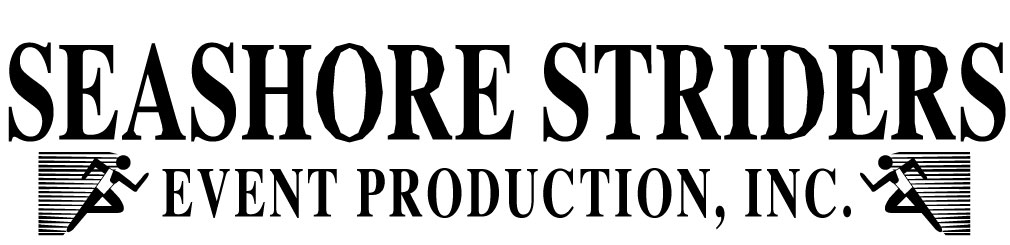 SEASHORE STRIDERS
EVENT PRODUCTION, INC.